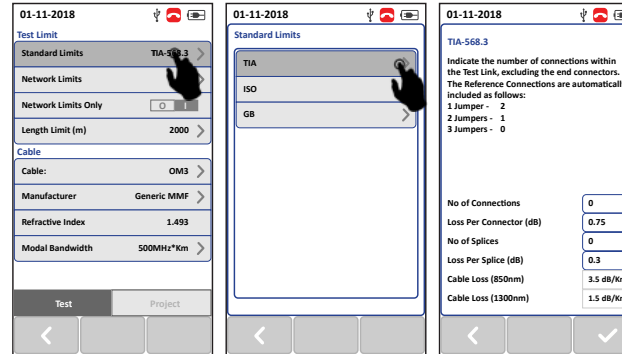 01-11-2018
Test Limit
Standard Limits TIA-568.3
Network Limits
Network Limits Only O I
Length Limit (m) 2000
Cable
Cable: OM3
Manufacturer Generic MMF
Refractive Index 1.493
Modal Bandwidth 500MHz*Km
Test Project
01-11-2018
Standard Limits
TIA
ISO
GB
01-11-2018
TIA-568.3
Indicate the number of connections within
the Test Link, excluding the end connectors.
The Reference Connections are automatically
included as follows:
1 Jumper - 2
2 Jumpers - 1
3 Jumpers - 0
No of Connections 0
Loss Per Connector (dB) 0.75
No of Splices 0
Loss Per Splice (dB) 0.3
Cable Loss (850nm) 3.5 dB/Km
Cable Loss (1300nm) 1.5 dB/Km